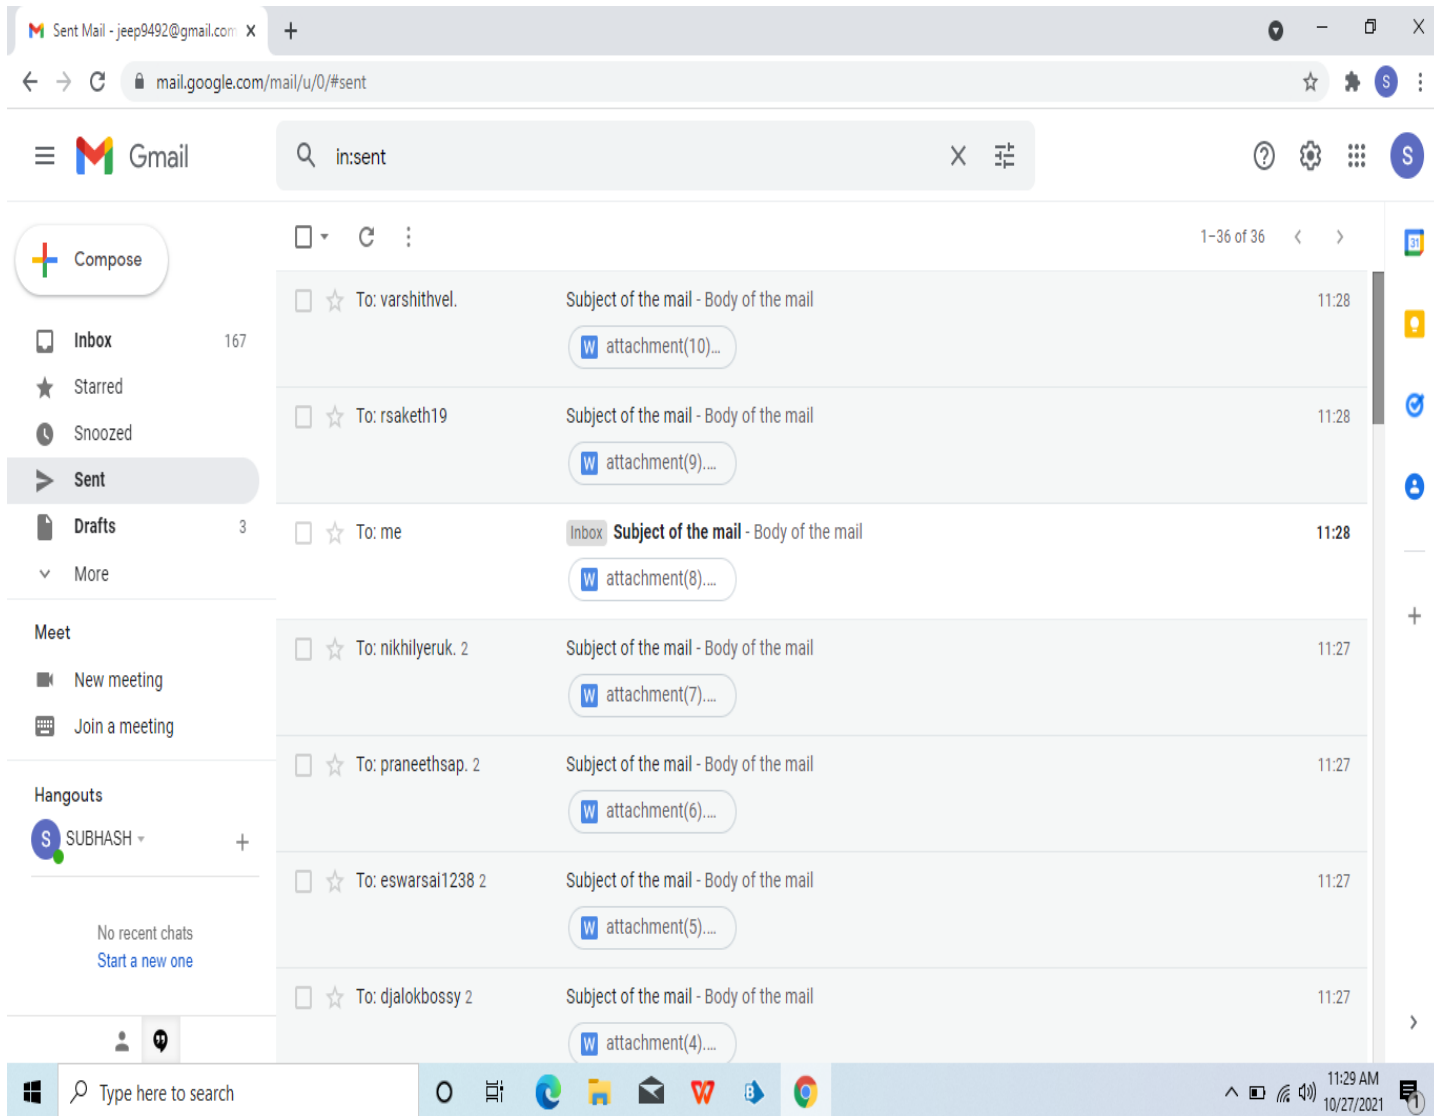 Sent Mail - jeep9492@gmail.com
mail.google.com/mail/u/0/#sent
S
Gmail
in:sent
S
Compose
1–36 of 36
31
Inbox 167
Starred
Snoozed
Sent
Drafts 3
More
Meet
New meeting
Join a meeting
Hangouts
S SUBHASH
No recent chats
Start a new one
To: varshithvel. Subject of the mail - Body of the mail 11:28
W attachment(10)...
To: rsaketh19 Subject of the mail - Body of the mail 11:28
W attachment(9)....
To: me Inbox Subject of the mail - Body of the mail 11:28
W attachment(8)....
To: nikhilyeruk. 2 Subject of the mail - Body of the mail 11:27
W attachment(7)....
To: praneethsap. 2 Subject of the mail - Body of the mail 11:27
W attachment(6)....
To: eswarsai1238 2 Subject of the mail - Body of the mail 11:27
W attachment(5)....
To: djalokbossy 2 Subject of the mail - Body of the mail 11:27
W attachment(4)....
Type here to search
11:29 AM
10/27/2021
1